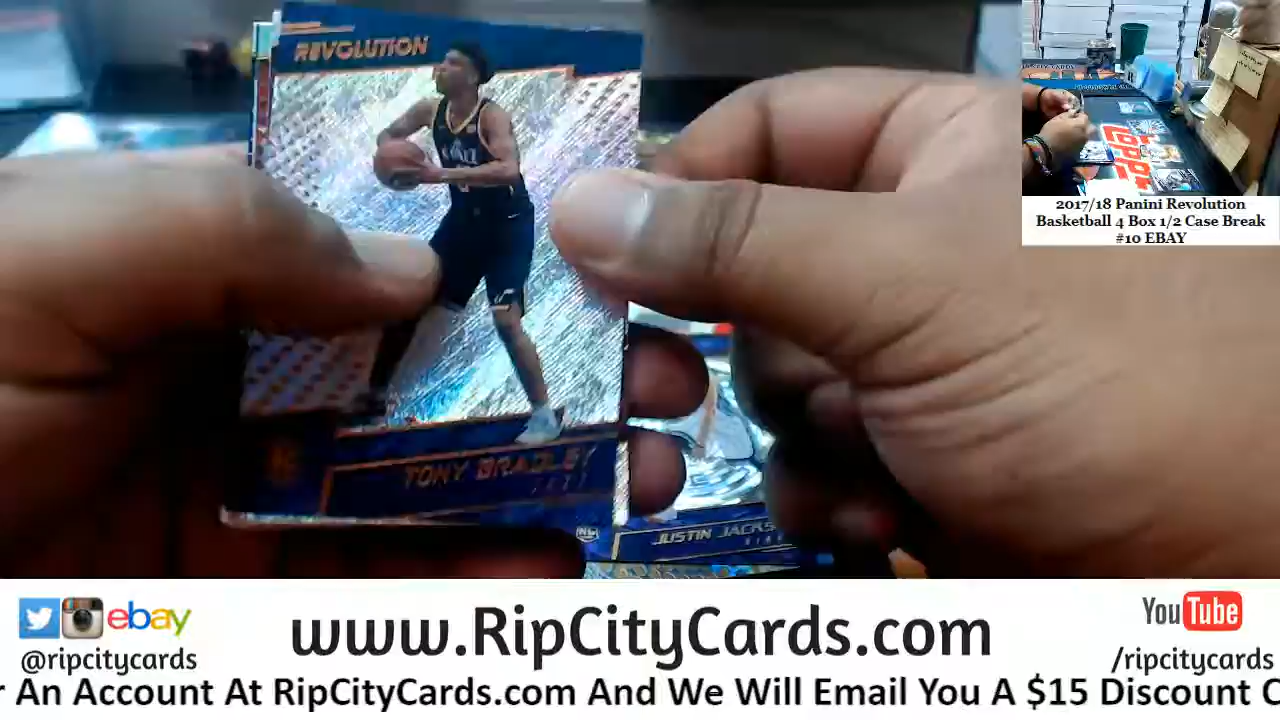 REVOLUTION
TONY BRADLEY
JAZZ
JUSTIN JACKS
2017/18 Panini Revolution
Basketball 4 Box 1/2 Case Break
#10 EBAY
ebay
@ripcitycards
www.RipCityCards.com
YouTube
/ripcitycards
r An Account At RipCityCards.com And We Will Email You A $15 Discount C